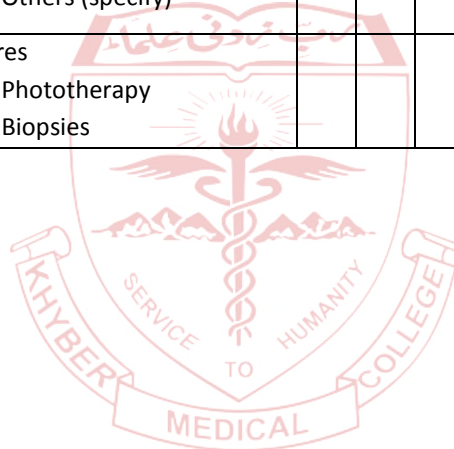 Others (specify)
res
Phototherapy
Biopsies
SERVICE TO HUMANITY
KHYBER MEDICAL COLLEGE